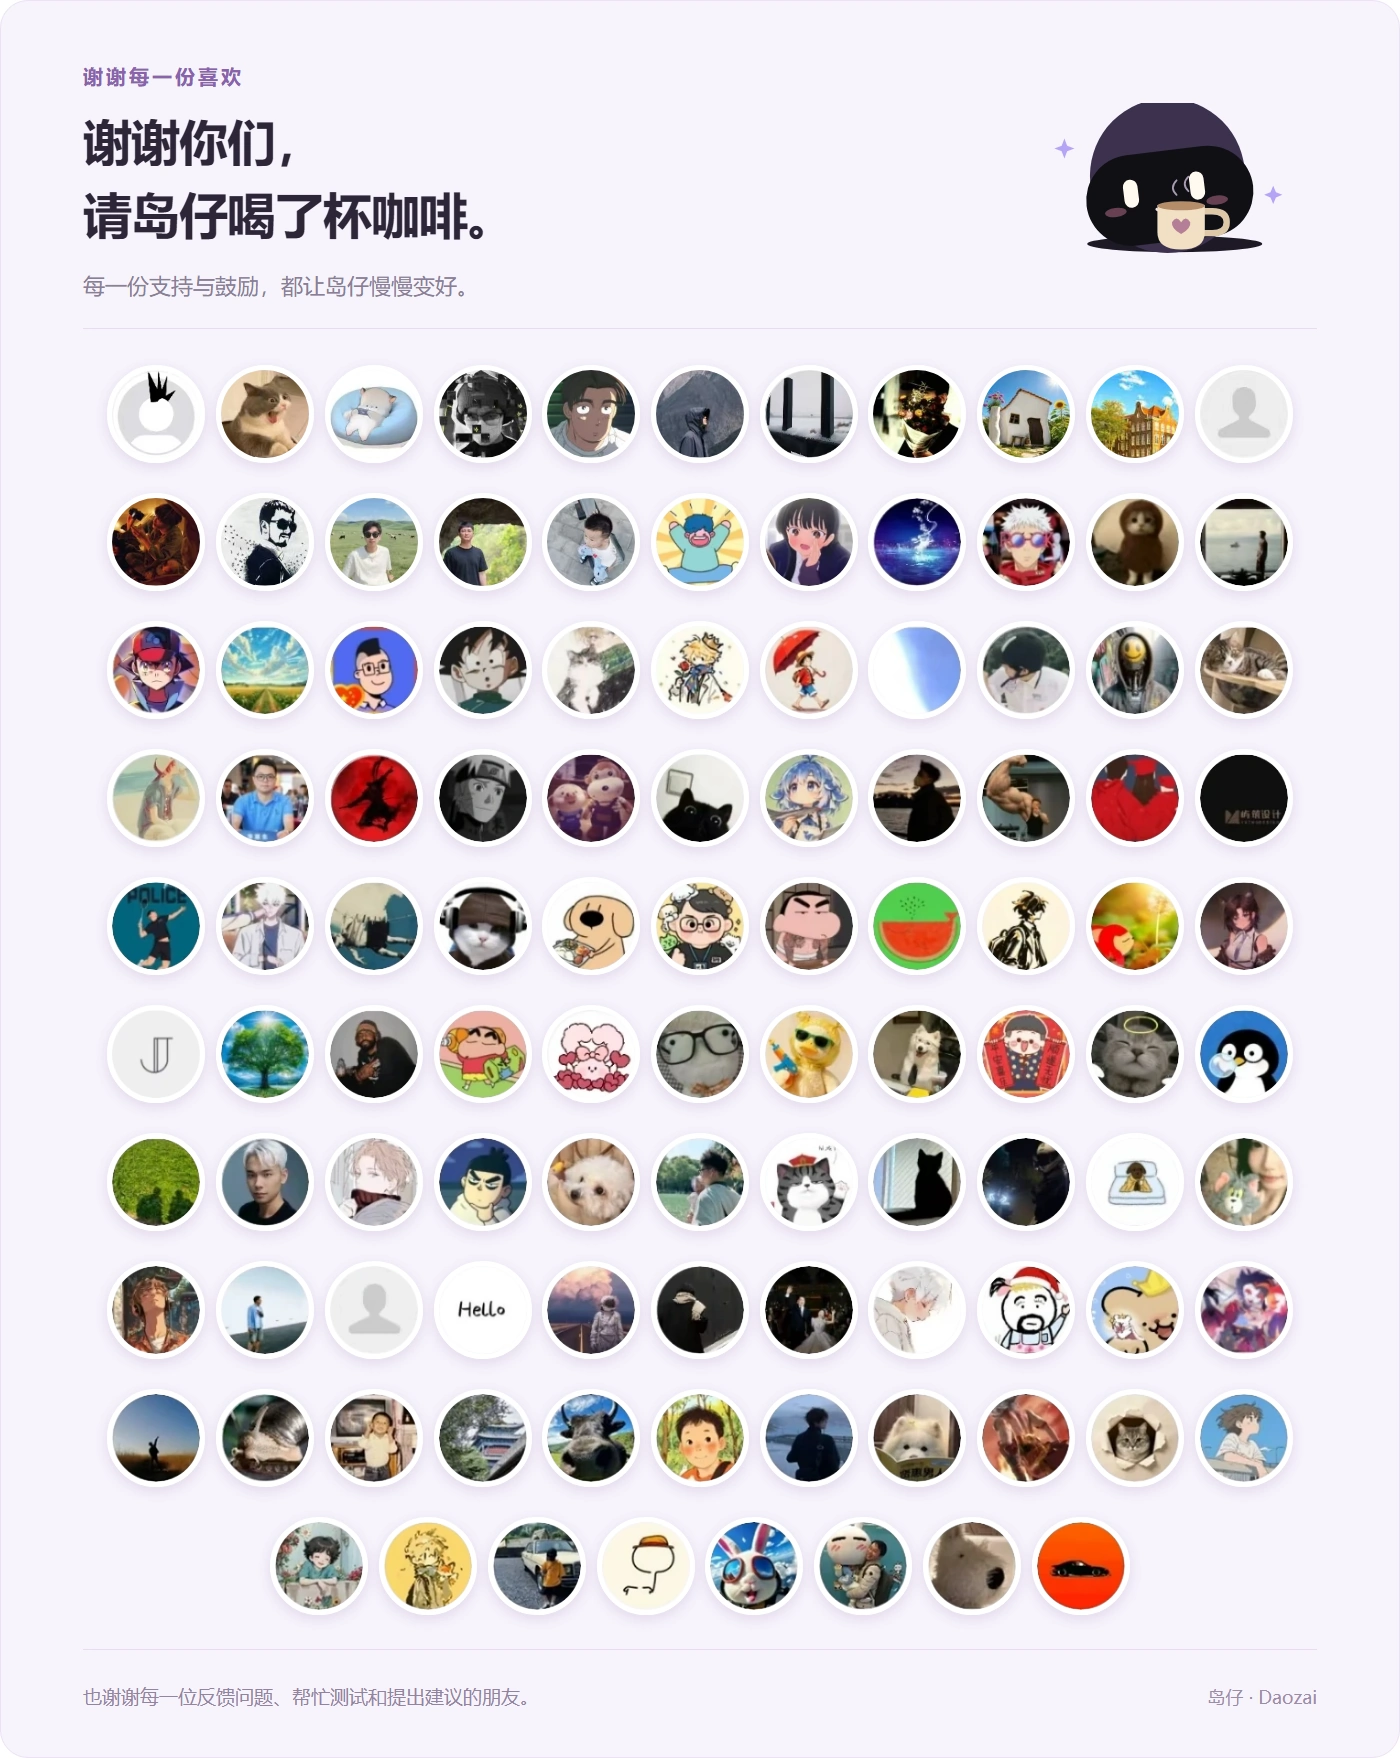 谢谢每一份喜欢
谢谢你们，
请岛仔喝了杯咖啡。
每一份支持与鼓励，都让岛仔慢慢变好。
POLICE
J
Hello
也谢谢每一位反馈问题、帮忙测试和提出建议的朋友。
岛仔 · Daozai